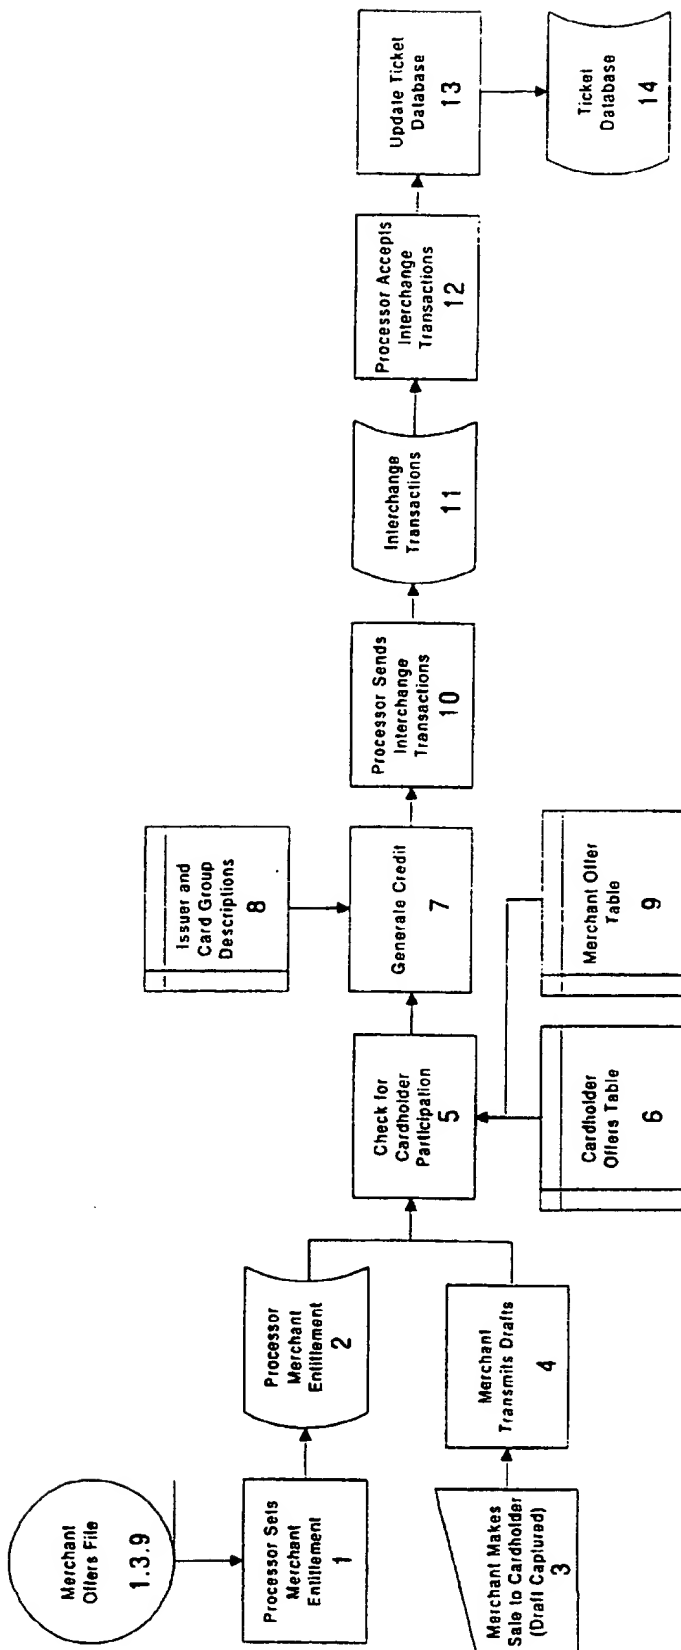 Merchant
Offers File
1.3.9
Processor Sets
Merchant
Entitlement
1
Processor
Merchant
Entitlement
2
Merchant Makes
Sale to Cardholder
(Draft Captured)
3
Merchant
Transmits Drafts
4
Check for
Cardholder
Participation
5
Cardholder
Offers Table
6
Generate Credit
7
Issuer and
Card Group
Descriptions
8
Merchant Offer
Table
9
Processor Sends
Interchange
Transactions
10
Interchange
Transactions
11
Processor Accepts
Interchange
Transactions
12
Update Ticket
Database
13
Ticket
Database
14